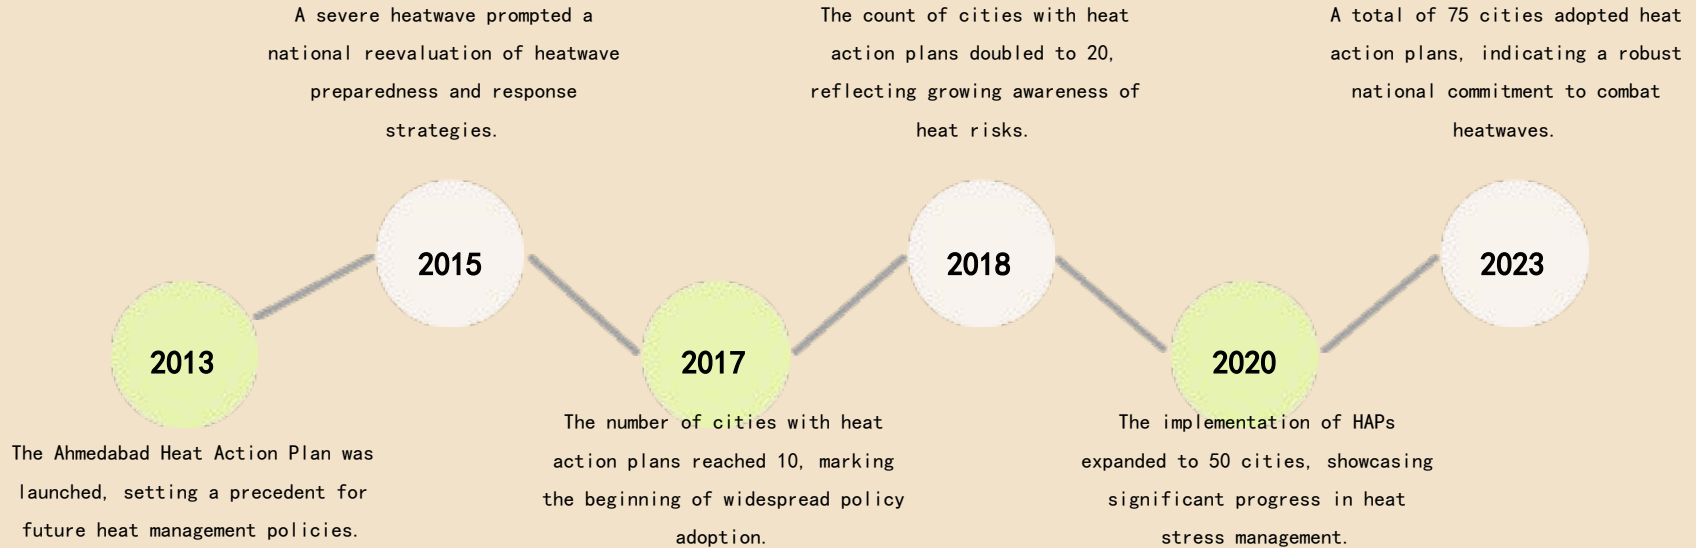 A severe heatwave prompted a
national reevaluation of heatwave
preparedness and response
strategies.
The count of cities with heat
action plans doubled to 20,
reflecting growing awareness of
heat risks.
A total of 75 cities adopted heat
action plans, indicating a robust
national commitment to combat
heatwaves.
2015
2018
2023
2013
2017
2020
The Ahmedabad Heat Action Plan was
launched, setting a precedent for
future heat management policies.
The number of cities with heat
action plans reached 10, marking
the beginning of widespread policy
adoption.
The implementation of HAPs
expanded to 50 cities, showcasing
significant progress in heat
stress management.